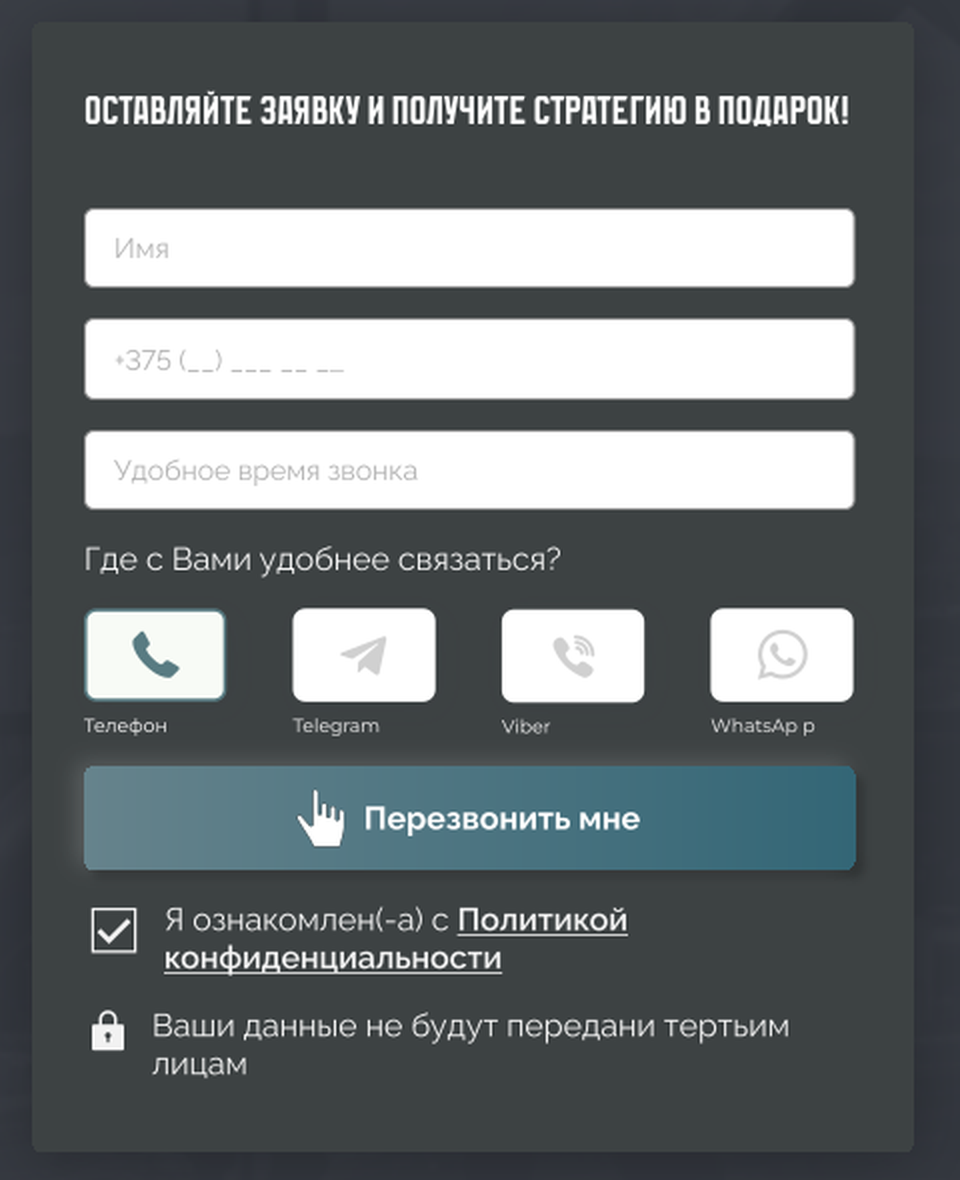 ОСТАВЛЯЙТЕ ЗАЯВКУ И ПОЛУЧИТЕ СТРАТЕГИЮ В ПОДАРОК!
Имя
+375 (__) ___ __ __
Удобное время звонка
Где с Вами удобнее связаться?
Телефон Telegram Viber WhatsAp p
Перезвонить мне
Я ознакомлен(-а) с Политикой
конфиденциальности
Ваши данные не будут передани тертьим
лицам